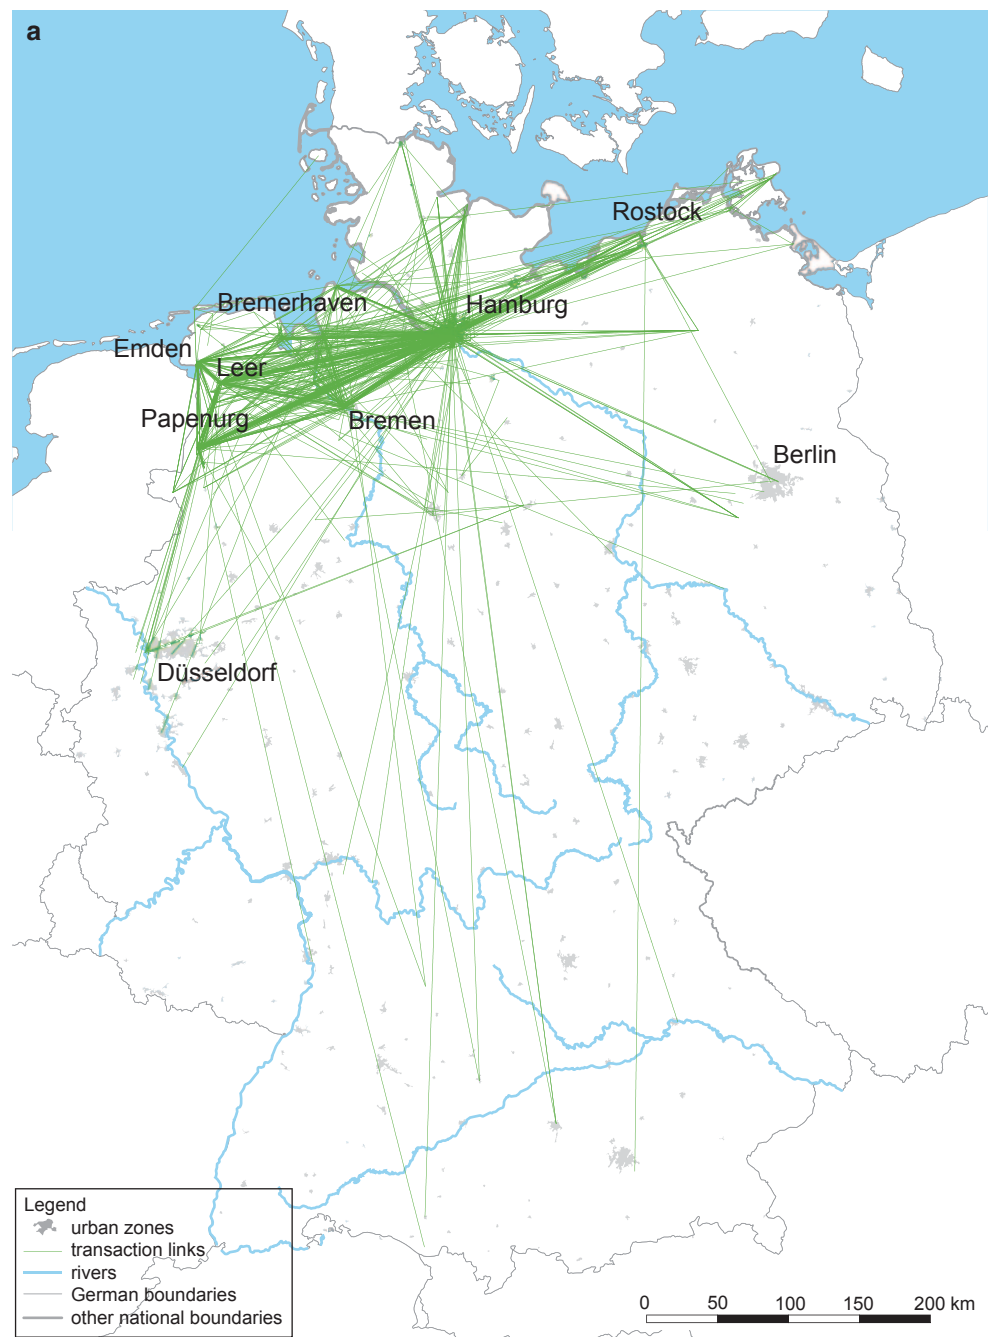 a
Rostock
Bremerhaven
Hamburg
Emden
Leer
Papenurg
Bremen
Berlin
Düsseldorf
Legend
urban zones
transaction links
rivers
German boundaries
other national boundaries
0 50 100 150 200 km